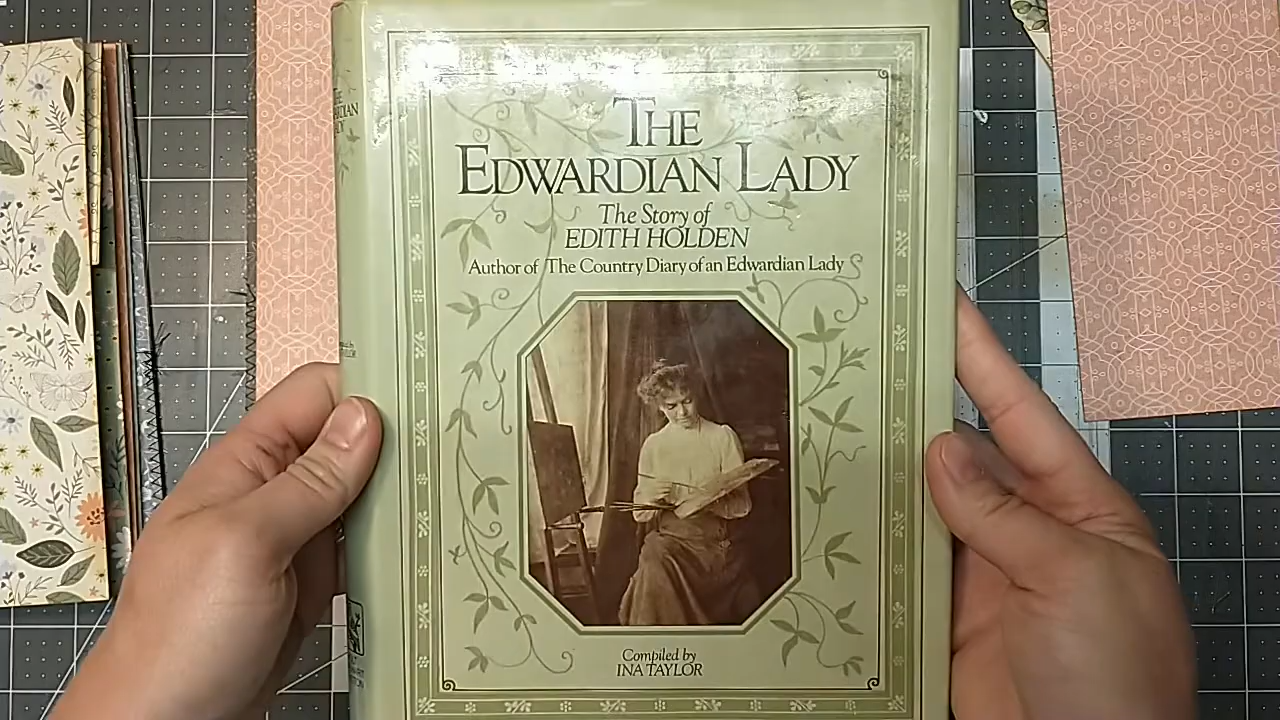 THE
EDWARDIAN LADY
The Story of
EDITH HOLDEN
Author of The Country Diary of an Edwardian Lady
Compiled by
INA TAYLOR